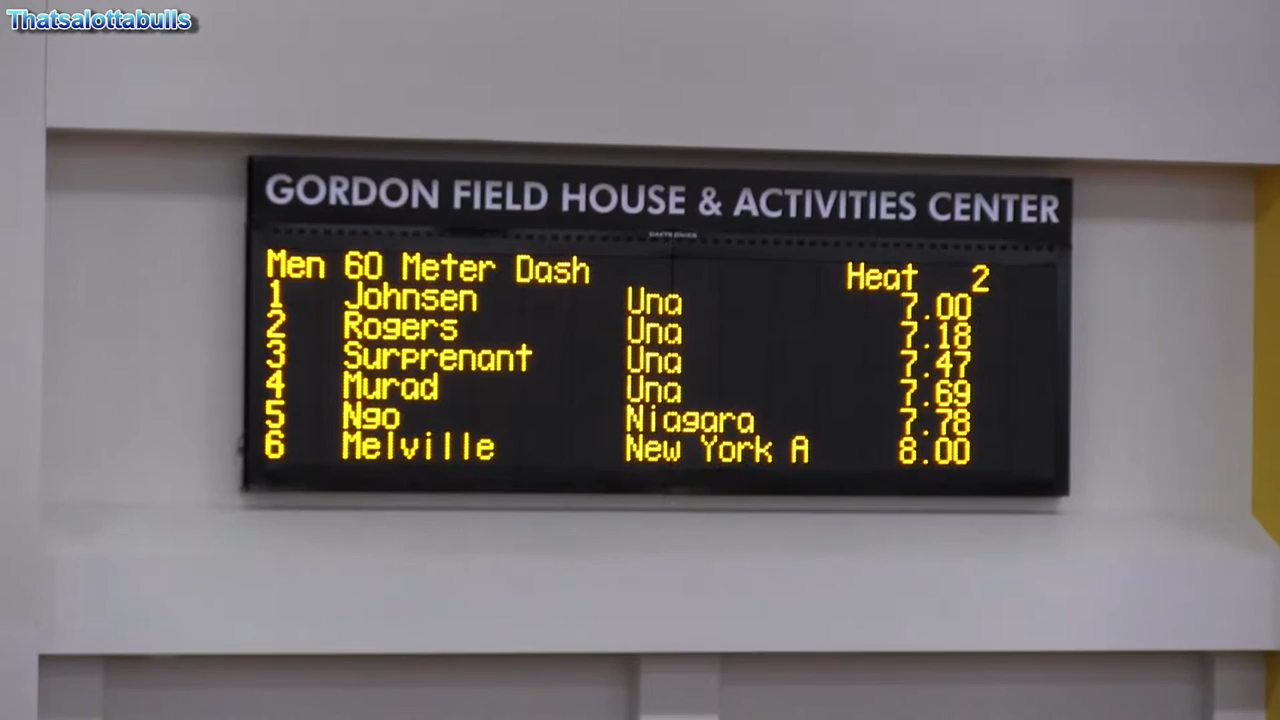 Thatsalottabulls
GORDON FIELD HOUSE & ACTIVITIES CENTER
Men 60 Meter Dash Heat 2
1 Johnsen Una 7.00
2 Rogers Una 7.18
3 Surprenant Una 7.47
4 Murad Una 7.69
5 Ngo Niagara 7.78
6 Melville New York A 8.00